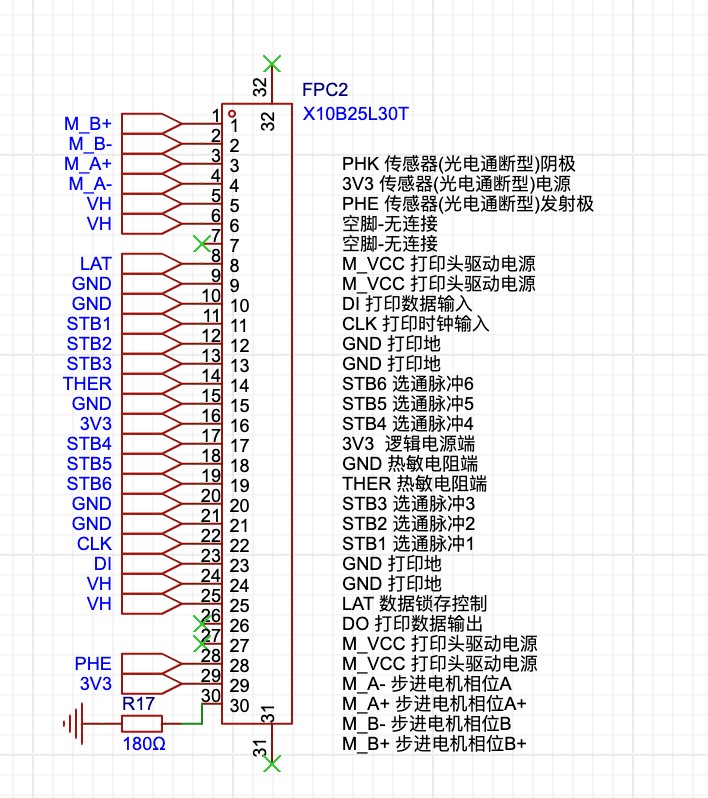 32
FPC2
X10B25L30T
32
M_B+ 1 1
M_B- 2 2
M_A+ 3 3 PHK 传感器(光电通断型)阴极
M_A- 4 4 3V3 传感器(光电通断型)电源
VH 5 5 PHE 传感器(光电通断型)发射极
VH 6 6 空脚-无连接
7 7 空脚-无连接
LAT 8 8 M_VCC 打印头驱动电源
GND 9 9 M_VCC 打印头驱动电源
GND 10 10 DI 打印数据输入
STB1 11 11 CLK 打印时钟输入
STB2 12 12 GND 打印地
STB3 13 13 GND 打印地
THER 14 14 STB6 选通脉冲6
GND 15 15 STB5 选通脉冲5
3V3 16 16 STB4 选通脉冲4
STB4 17 17 3V3 逻辑电源端
STB5 18 18 GND 热敏电阻端
STB6 19 19 THER 热敏电阻端
GND 20 20 STB3 选通脉冲3
GND 21 21 STB2 选通脉冲2
CLK 22 22 STB1 选通脉冲1
DI 23 23 GND 打印地
VH 24 24 GND 打印地
VH 25 25 LAT 数据锁存控制
26 26 DO 打印数据输出
27 27 M_VCC 打印头驱动电源
PHE 28 28 M_VCC 打印头驱动电源
3V3 29 29 M_A- 步进电机相位A
R17 30 30 M_A+ 步进电机相位A+
31 M_B- 步进电机相位B
180Ω 31 M_B+ 步进电机相位B+